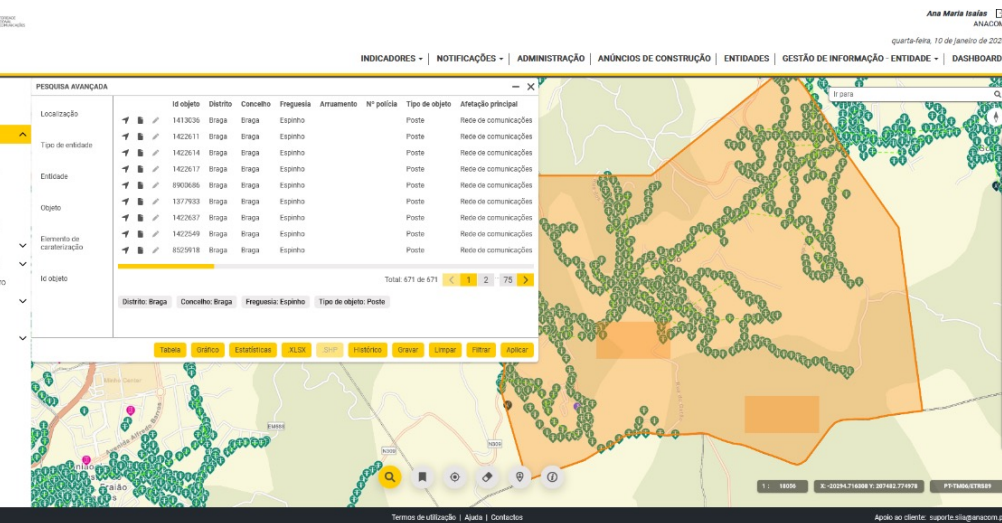 Ana Maria Isaías
ANACOM
quarta-feira, 10 de janeiro de 202
INDICADORES
NOTIFICAÇÕES
ADMINISTRAÇÃO
ANÚNCIOS DE CONSTRUÇÃO
ENTIDADES
GESTÃO DE INFORMAÇÃO - ENTIDADE
DASHBOARD
PESQUISA AVANÇADA
Localização
Tipo de entidade
Entidade
Objeto
Elemento de
caraterização
Id objeto
Id objeto Distrito Concelho Freguesia Arruamento Nº polícia Tipo de objeto Afetação principal
1413036 Braga Braga Espinho Poste Rede de comunicações
1422611 Braga Braga Espinho Poste Rede de comunicações
1422614 Braga Braga Espinho Poste Rede de comunicações
1422617 Braga Braga Espinho Poste Rede de comunicações
8900686 Braga Braga Espinho Poste Rede de comunicações
1377933 Braga Braga Espinho Poste Rede de comunicações
1422637 Braga Braga Espinho Poste Rede de comunicações
1422549 Braga Braga Espinho Poste Rede de comunicações
8525918 Braga Braga Espinho Poste Rede de comunicações
Total: 671 de 671 < 1 2 75 >
Distrito: Braga Concelho: Braga Freguesia: Espinho Tipo de objeto: Poste
Tabela Gráfico Estatísticas XLSX SHP Histórico Gravar Limpar Filtrar Aplicar
Ir para
Avenida Alfredo
Fraião
N309
1 : 18056 X: -20294.716308 Y: 207482.774978 PT-TM06/ETRS89
Termos de utilização | Ajuda | Contactos
Apoio ao cliente: suporte.siia@anacom.p